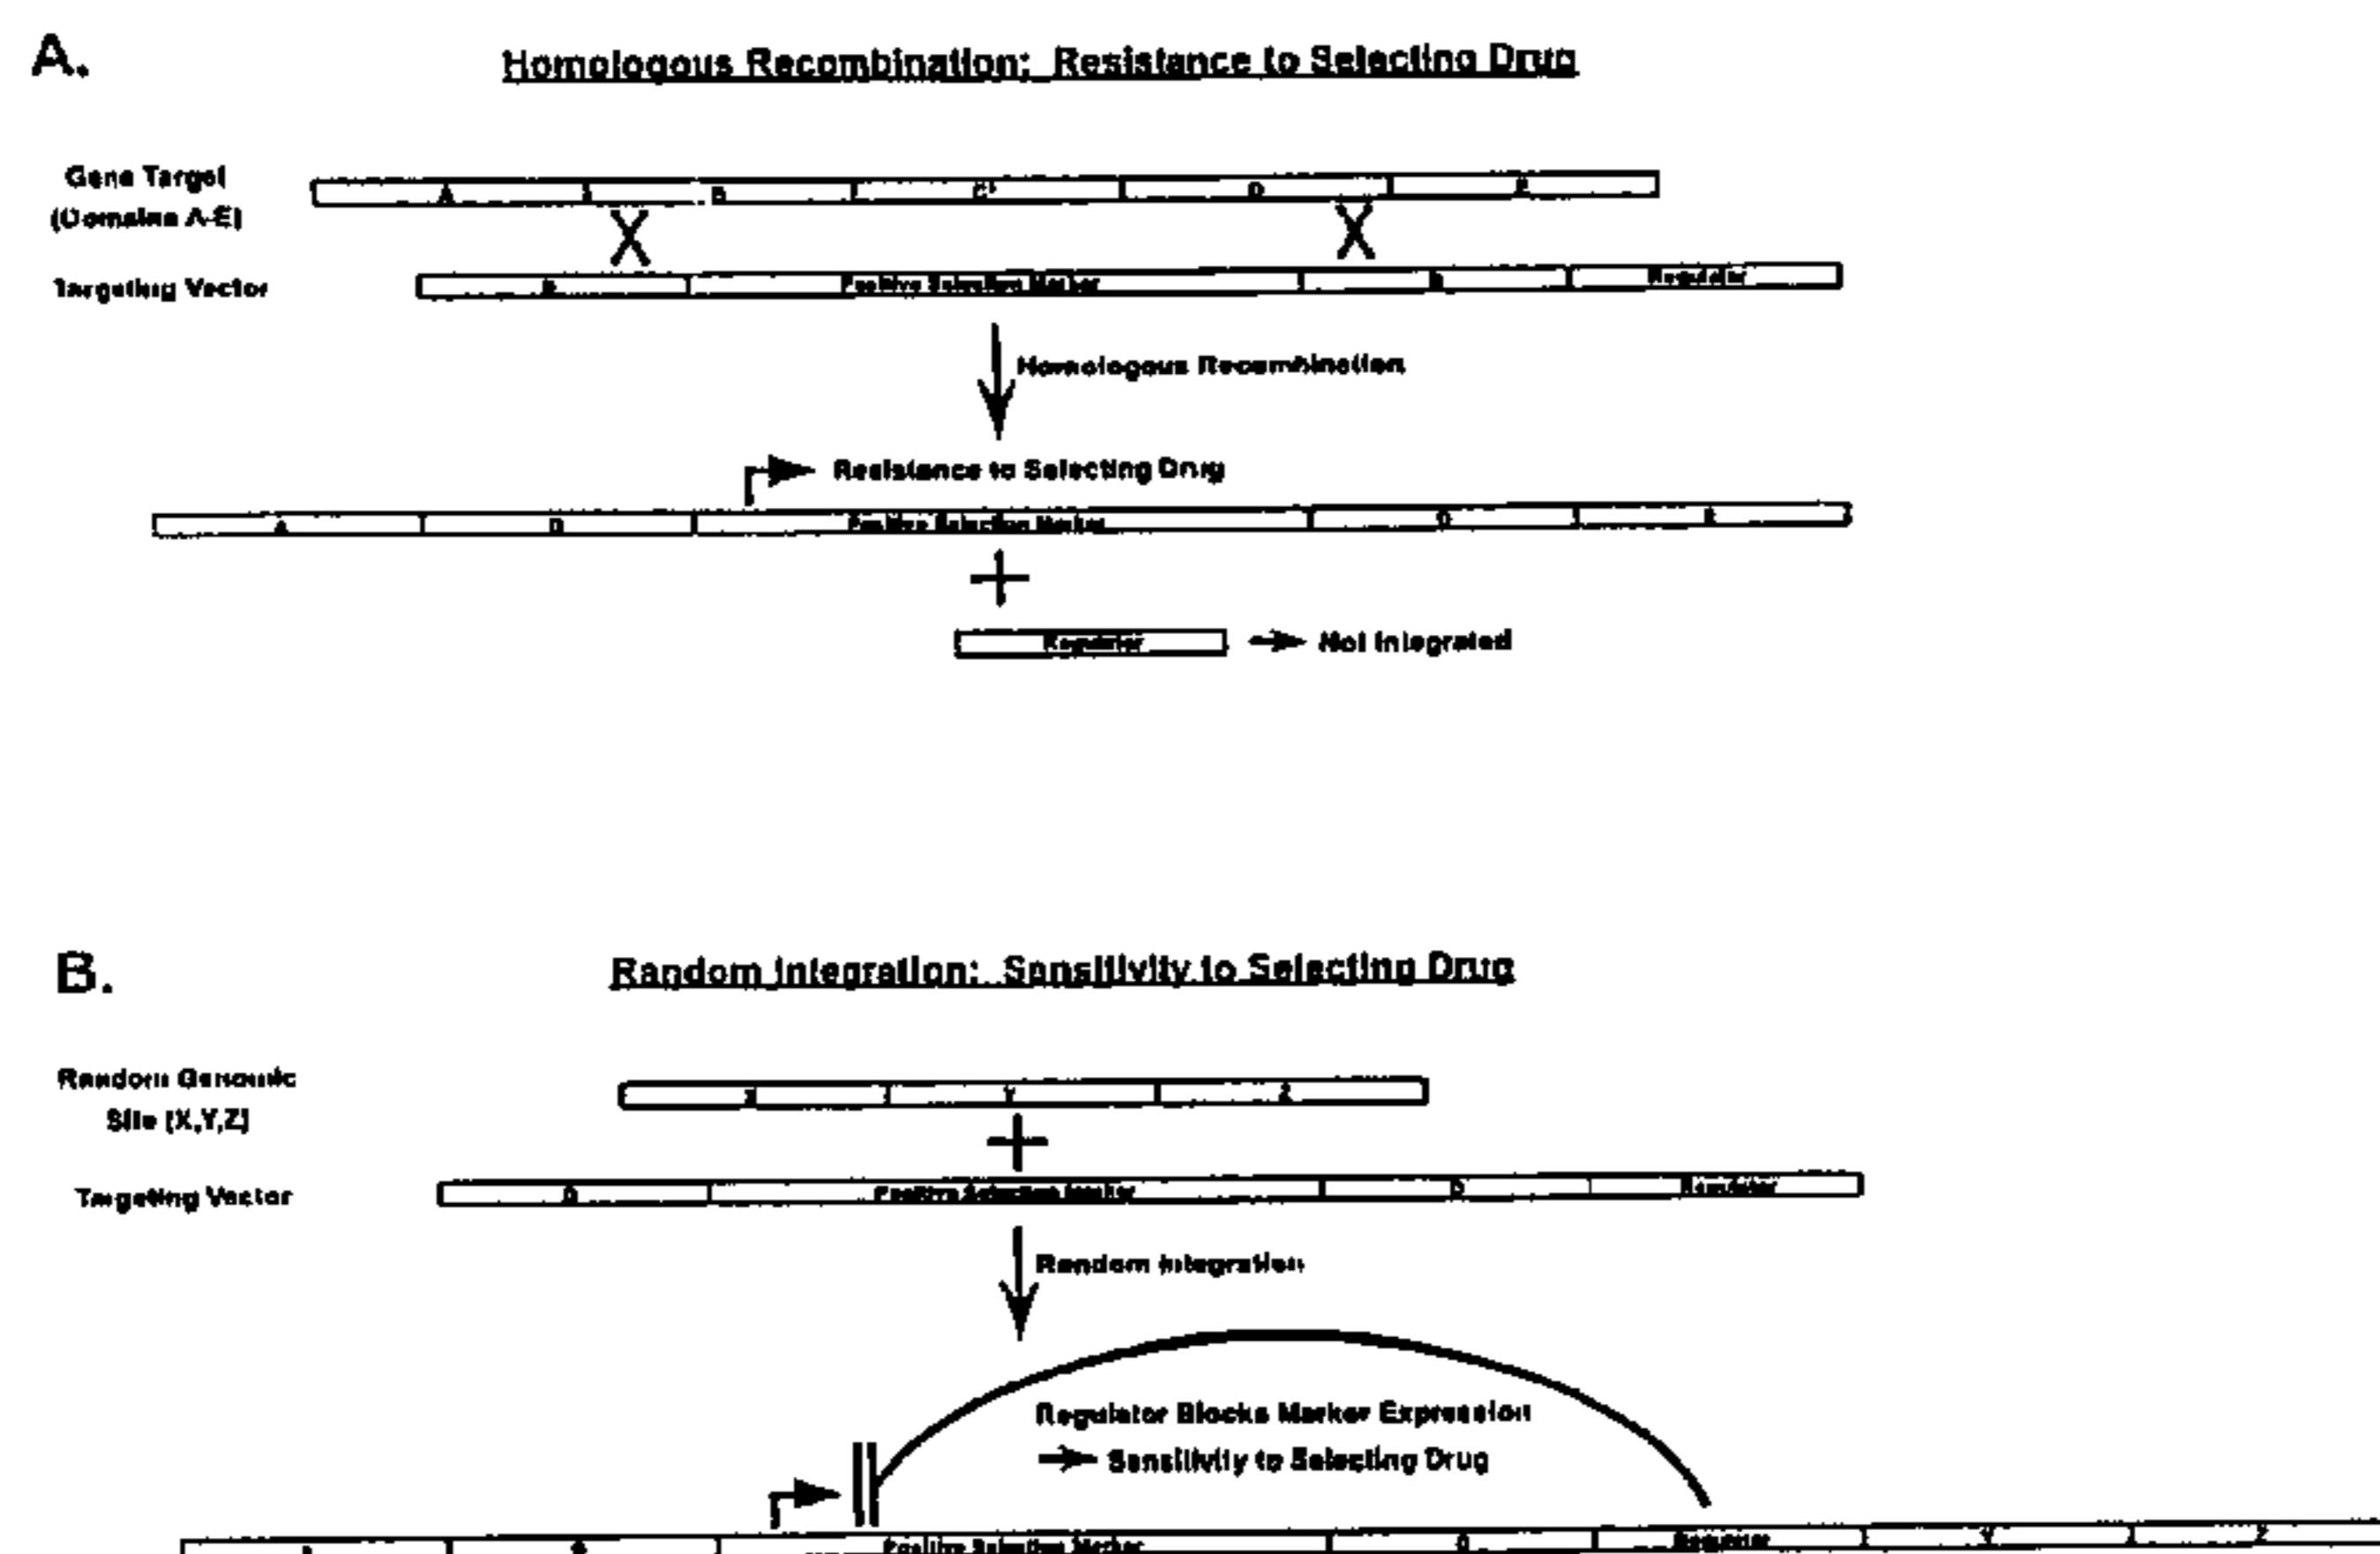 A.
Homologous Recombination: Resistance to Selecting Drug
Gene Target
(Domains A-E)
A B C D E
Targeting Vector
B Positive Selection Marker D Regulator
Homologous Recombination
Resistance to Selecting Drug
A B Positive Selection Marker D E
Regulator
Not Integrated
B.
Random Integration: Sensitivity to Selecting Drug
Random Genomic
Site (X,Y,Z)
X Y Z
Targeting Vector
B Positive Selection Marker D Regulator
Random Integration
Regulator Blocks Marker Expression
Sensitivity to Selecting Drug
Positive Selection Marker D Regulator Y Z